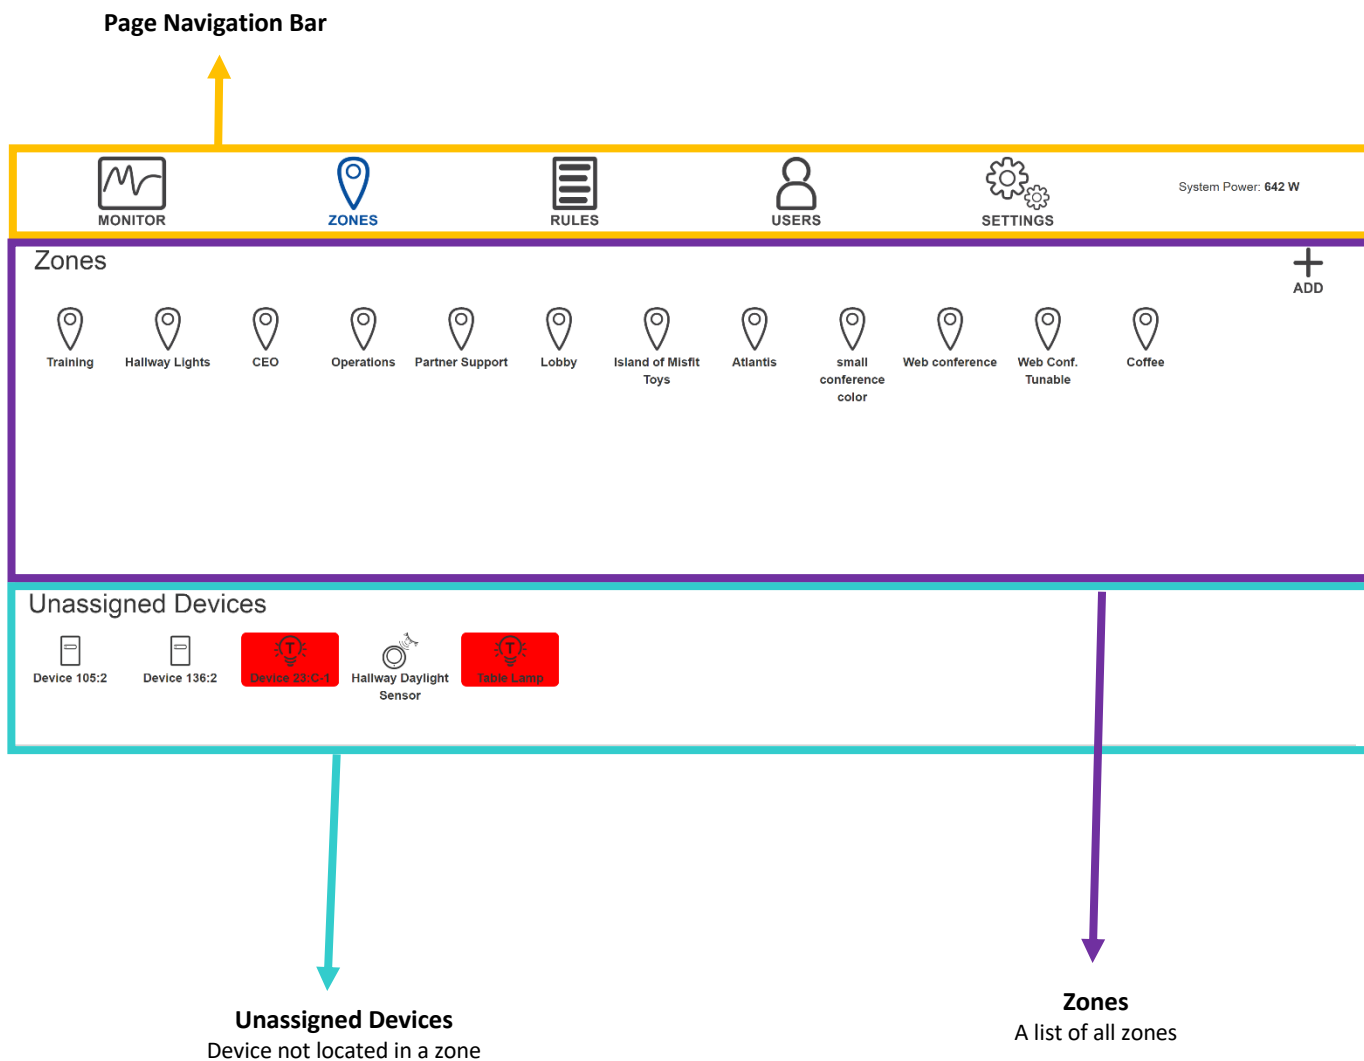 Page Navigation Bar
MONITOR
ZONES
RULES
USERS
SETTINGS
System Power: 642 W
Zones
ADD
Training
Hallway Lights
CEO
Operations
Partner Support
Lobby
Island of Misfit
Toys
Atlantis
small
conference
color
Web conference
Web Conf.
Tunable
Coffee
Unassigned Devices
Device 105:2
Device 136:2
T
Device 23:C-1
Hallway Daylight
Sensor
T
Table Lamp
Unassigned Devices
Device not located in a zone
Zones
A list of all zones